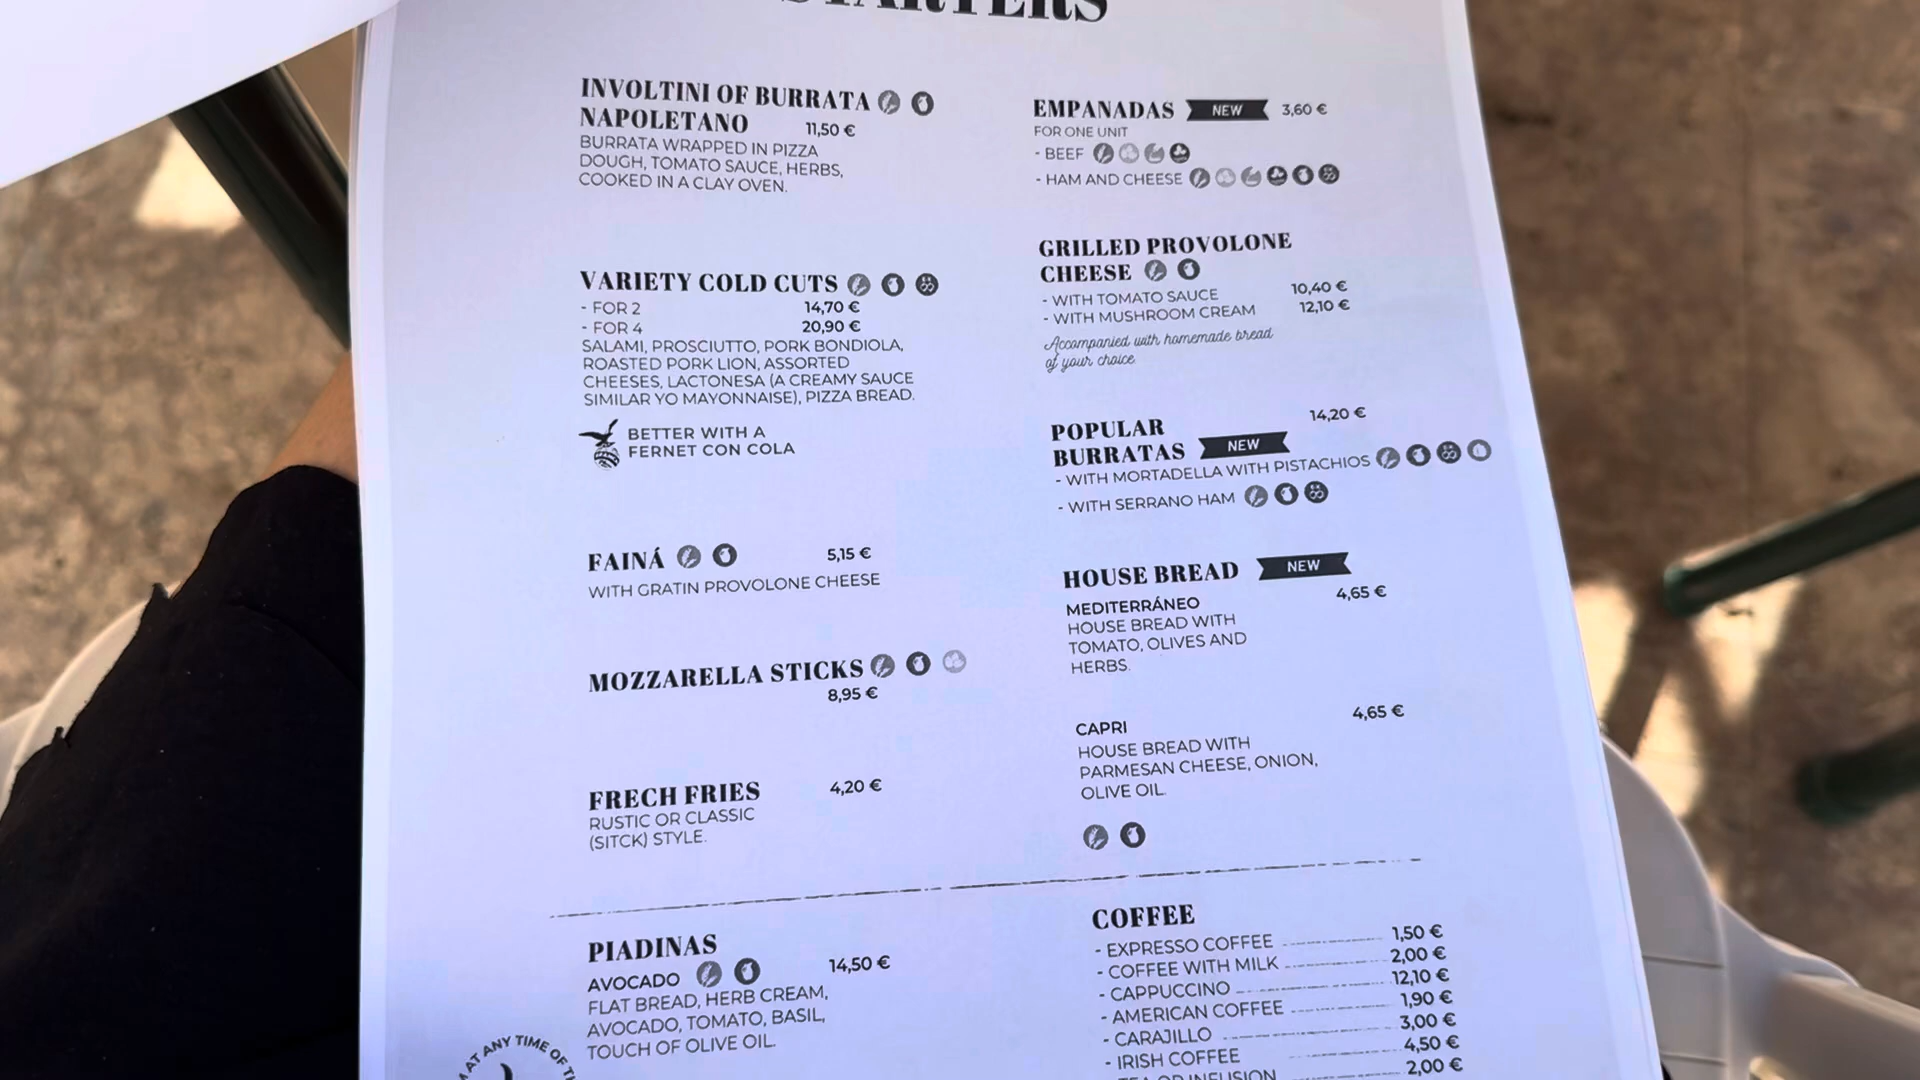 STARTERS
INVOLTINI OF BURRATA
NAPOLETANO 11,50 €
BURRATA WRAPPED IN PIZZA
DOUGH, TOMATO SAUCE, HERBS,
COOKED IN A CLAY OVEN.
VARIETY COLD CUTS
- FOR 2 14,70 €
- FOR 4 20,90 €
SALAMI, PROSCIUTTO, PORK BONDIOLA,
ROASTED PORK LION, ASSORTED
CHEESES, LACTONESA (A CREAMY SAUCE
SIMILAR YO MAYONNAISE), PIZZA BREAD.
BETTER WITH A
FERNET CON COLA
FAINÁ 5,15 €
WITH GRATIN PROVOLONE CHEESE
MOZZARELLA STICKS
8,95 €
FRECH FRIES 4,20 €
RUSTIC OR CLASSIC
(SITCK) STYLE.
EMPANADAS NEW 3,60 €
FOR ONE UNIT
- BEEF
- HAM AND CHEESE
GRILLED PROVOLONE
CHEESE
- WITH TOMATO SAUCE 10,40 €
- WITH MUSHROOM CREAM 12,10 €
Accompanied with homemade bread
of your choice.
POPULAR 14,20 €
BURRATAS NEW
- WITH MORTADELLA WITH PISTACHIOS
- WITH SERRANO HAM
HOUSE BREAD NEW
MEDITERRÁNEO 4,65 €
HOUSE BREAD WITH
TOMATO, OLIVES AND
HERBS.
CAPRI 4,65 €
HOUSE BREAD WITH
PARMESAN CHEESE, ONION,
OLIVE OIL.
PIADINAS
AVOCADO 14,50 €
FLAT BREAD, HERB CREAM,
AVOCADO, TOMATO, BASIL,
TOUCH OF OLIVE OIL.
AT ANY TIME OF
COFFEE
- EXPRESSO COFFEE 1,50 €
- COFFEE WITH MILK 2,00 €
- CAPPUCCINO 12,10 €
- AMERICAN COFFEE 1,90 €
- CARAJILLO 3,00 €
- IRISH COFFEE 4,50 €
- TEA OR INFUSION 2,00 €